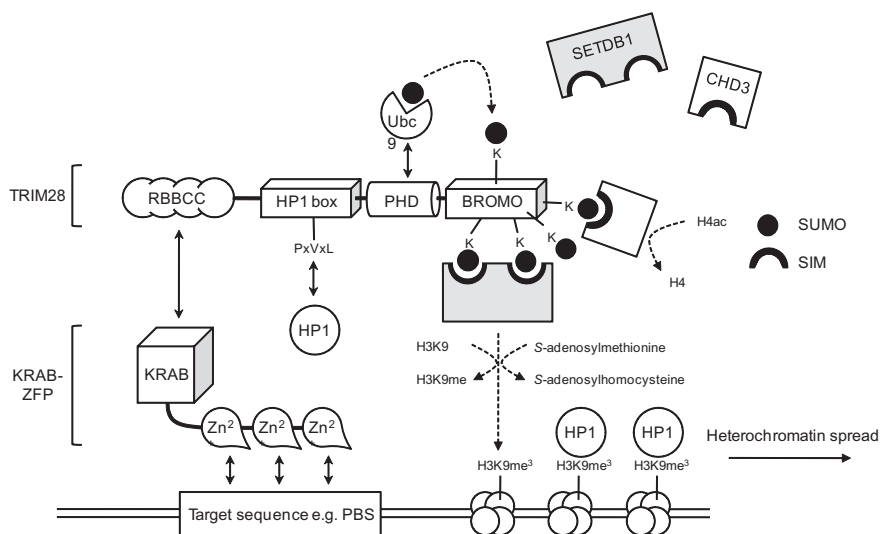 SETDB1
CHD3
Ubc
9
K
TRIM28
RBBCC
HP1 box
PHD
BROMO
K
H4ac
SUMO
PxVxL
K
K
K
SIM
H4
HP1
KRAB-
ZFP
KRAB
H3K9
S-adenosylmethionine
H3K9me
S-adenosylhomocysteine
Zn2
+
Zn2
+
Zn2
+
HP1
HP1
Heterochromatin spread
H3K9me3
H3K9me3
H3K9me3
Target sequence e.g. PBS